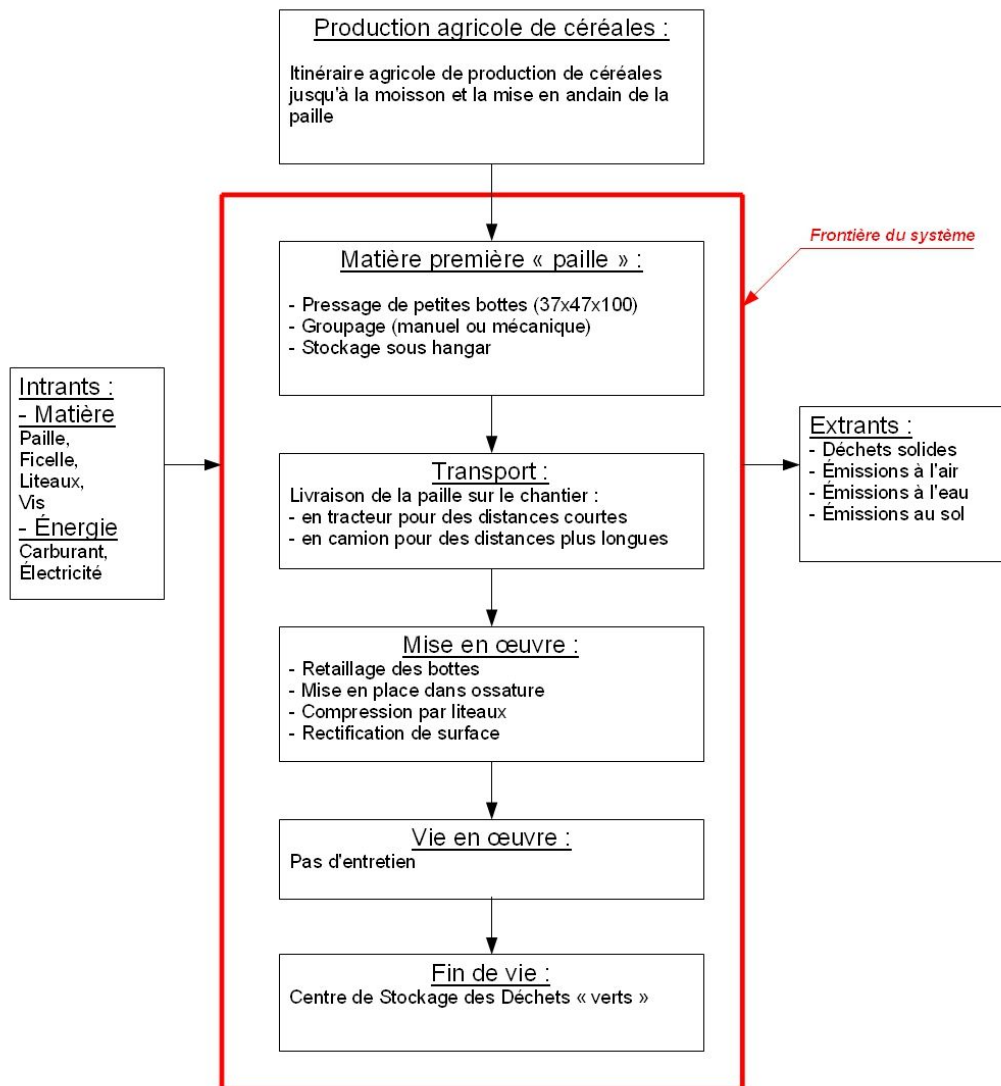 Production agricole de céréales :
Itinéraire agricole de production de céréales
jusqu'à la moisson et la mise en andain de la
paille
Frontière du système
Matière première « paille » :
- Pressage de petites bottes (37x47x100)
- Groupage (manuel ou mécanique)
- Stockage sous hangar
Intrants :
- Matière
Paille,
Ficelle,
Liteaux,
Vis
- Énergie
Carburant,
Électricité
Transport :
Livraison de la paille sur le chantier :
- en tracteur pour des distances courtes
- en camion pour des distances plus longues
Extrants :
- Déchets solides
- Émissions à l'air
- Émissions à l'eau
- Émissions au sol
Mise en œuvre :
- Retaillage des bottes
- Mise en place dans ossature
- Compression par liteaux
- Rectification de surface
Vie en œuvre :
Pas d'entretien
Fin de vie :
Centre de Stockage des Déchets « verts »